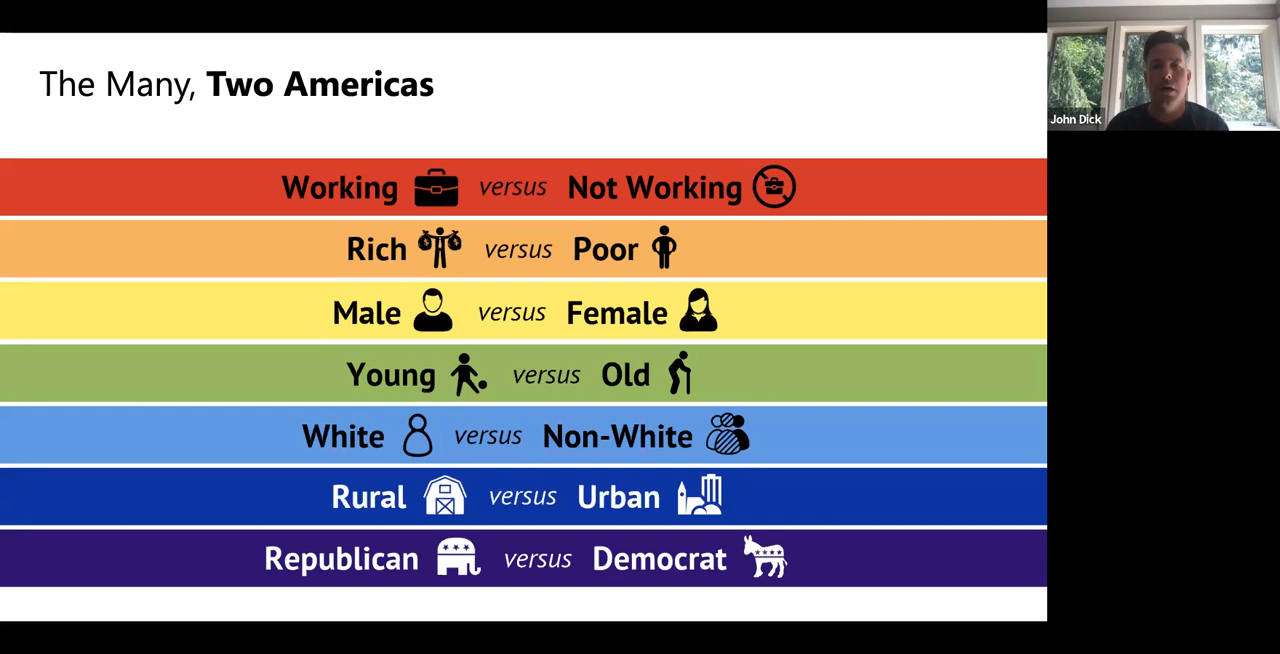 The Many, Two Americas
John Dick
Working versus Not Working
Rich versus Poor
Male versus Female
Young versus Old
White versus Non-White
Rural versus Urban
Republican versus Democrat